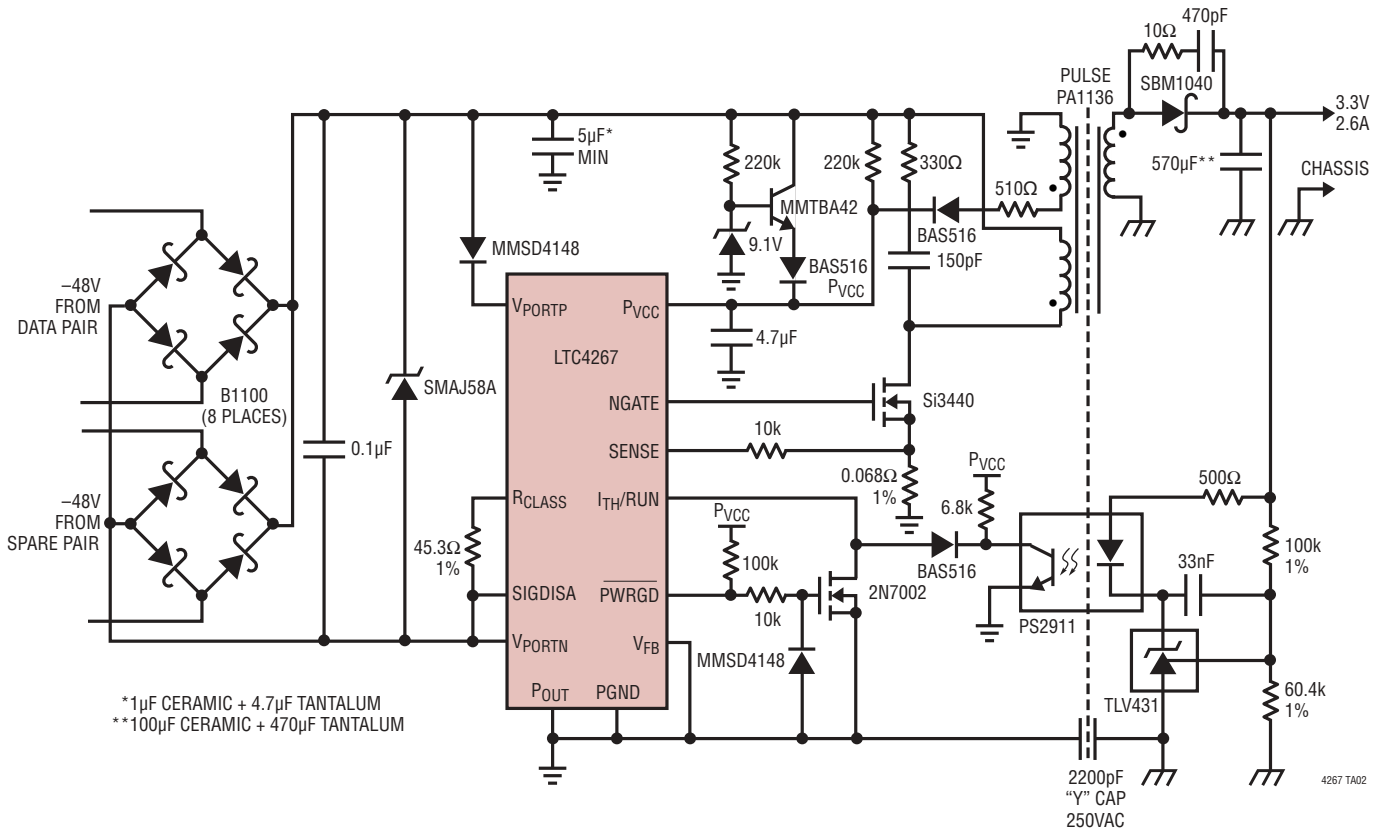 470pF
10Ω
PULSE
PA1136
SBM1040
3.3V
2.6A
5µF*
MIN
220k
220k
330Ω
510Ω
570µF**
CHASSIS
MMTBA42
MMSD4148
9.1V
BAS516
PVCC
BAS516
150pF
–48V
FROM
DATA PAIR
VPORTP
PVCC
4.7µF
LTC4267
B1100
(8 PLACES)
SMAJ58A
NGATE
Si3440
10k
0.1µF
SENSE
0.068Ω
1%
PVCC
500Ω
–48V
FROM
SPARE PAIR
RCLASS
ITH/RUN
6.8k
PVCC
45.3Ω
1%
100k
BAS516
33nF
100k
1%
SIGDISA
PWRGD
10k
2N7002
PS2911
VPORTN
VFB
MMSD4148
TLV431
POUT
PGND
60.4k
1%
*1µF CERAMIC + 4.7µF TANTALUM
**100µF CERAMIC + 470µF TANTALUM
2200pF
“Y” CAP
250VAC
4267 TA02